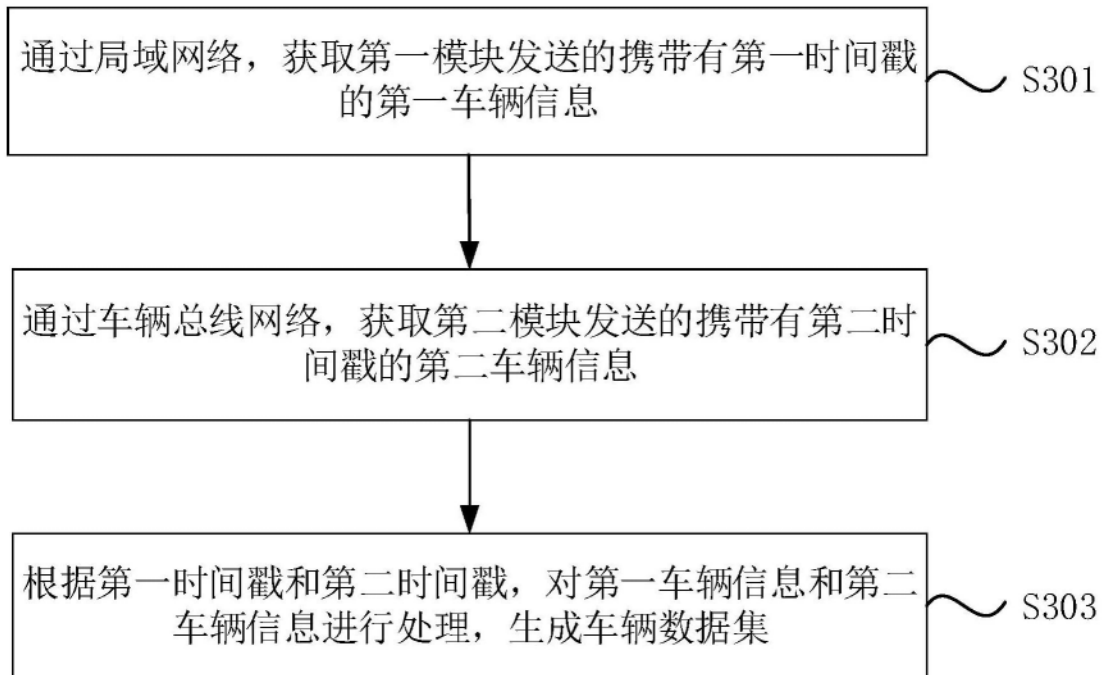 通过局域网络，获取第一模块发送的携带有第一时间戳
的第一车辆信息
S301
通过车辆总线网络，获取第二模块发送的携带有第二时
间戳的第二车辆信息
S302
根据第一时间戳和第二时间戳，对第一车辆信息和第二
车辆信息进行处理，生成车辆数据集
S303